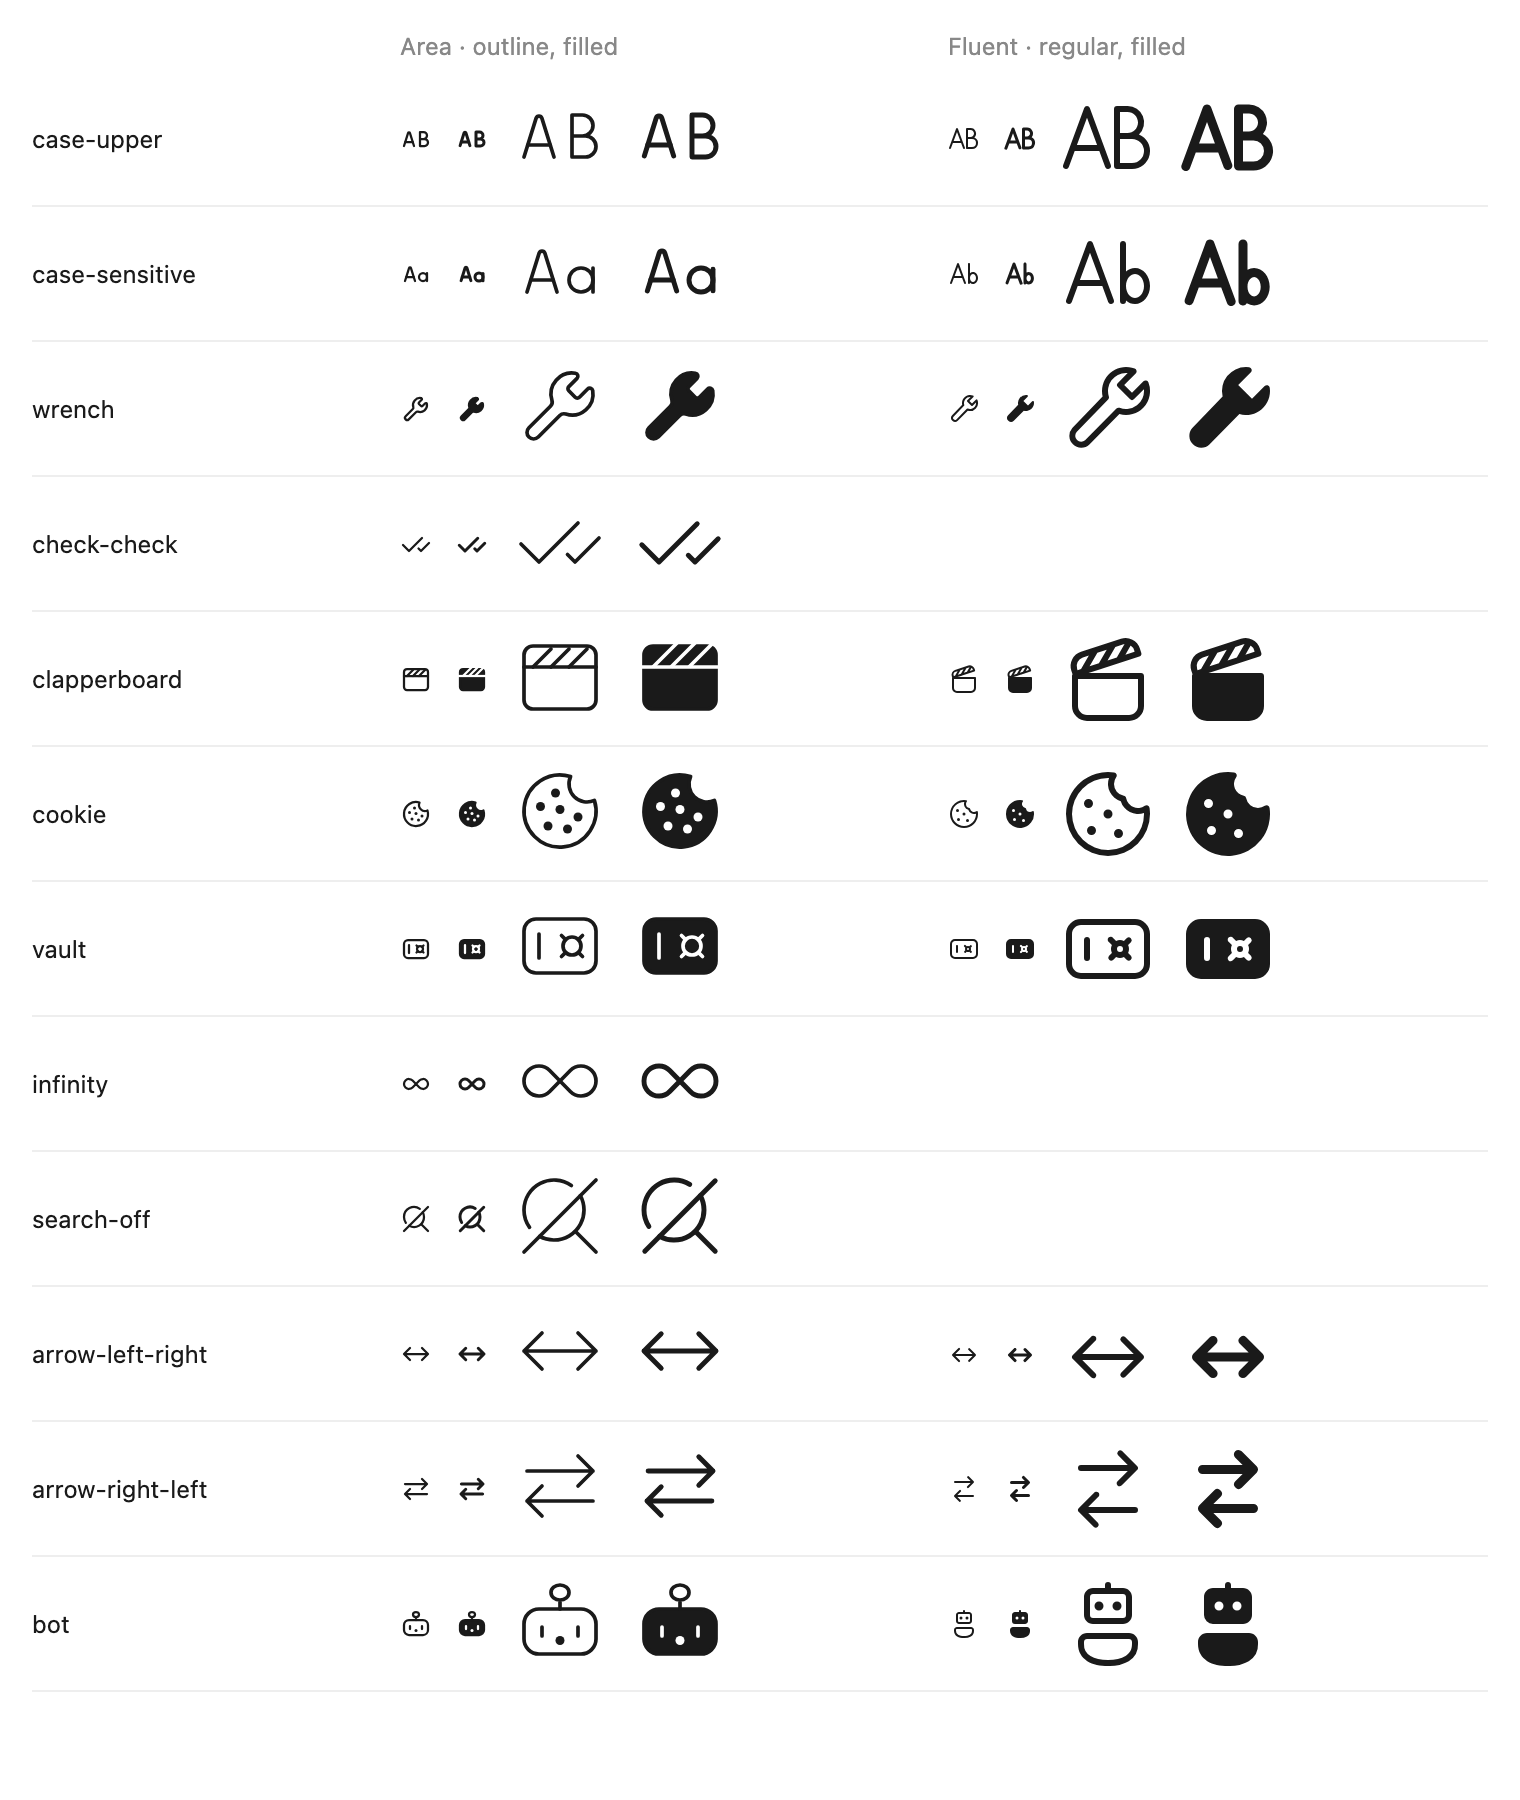 Area · outline, filled
Fluent · regular, filled
case-upper AB AB AB AB AB AB AB AB
case-sensitive Aa Aa Aa Aa Ab Ab Ab Ab
wrench
check-check
clapperboard
cookie
vault
infinity
search-off
arrow-left-right
arrow-right-left
bot